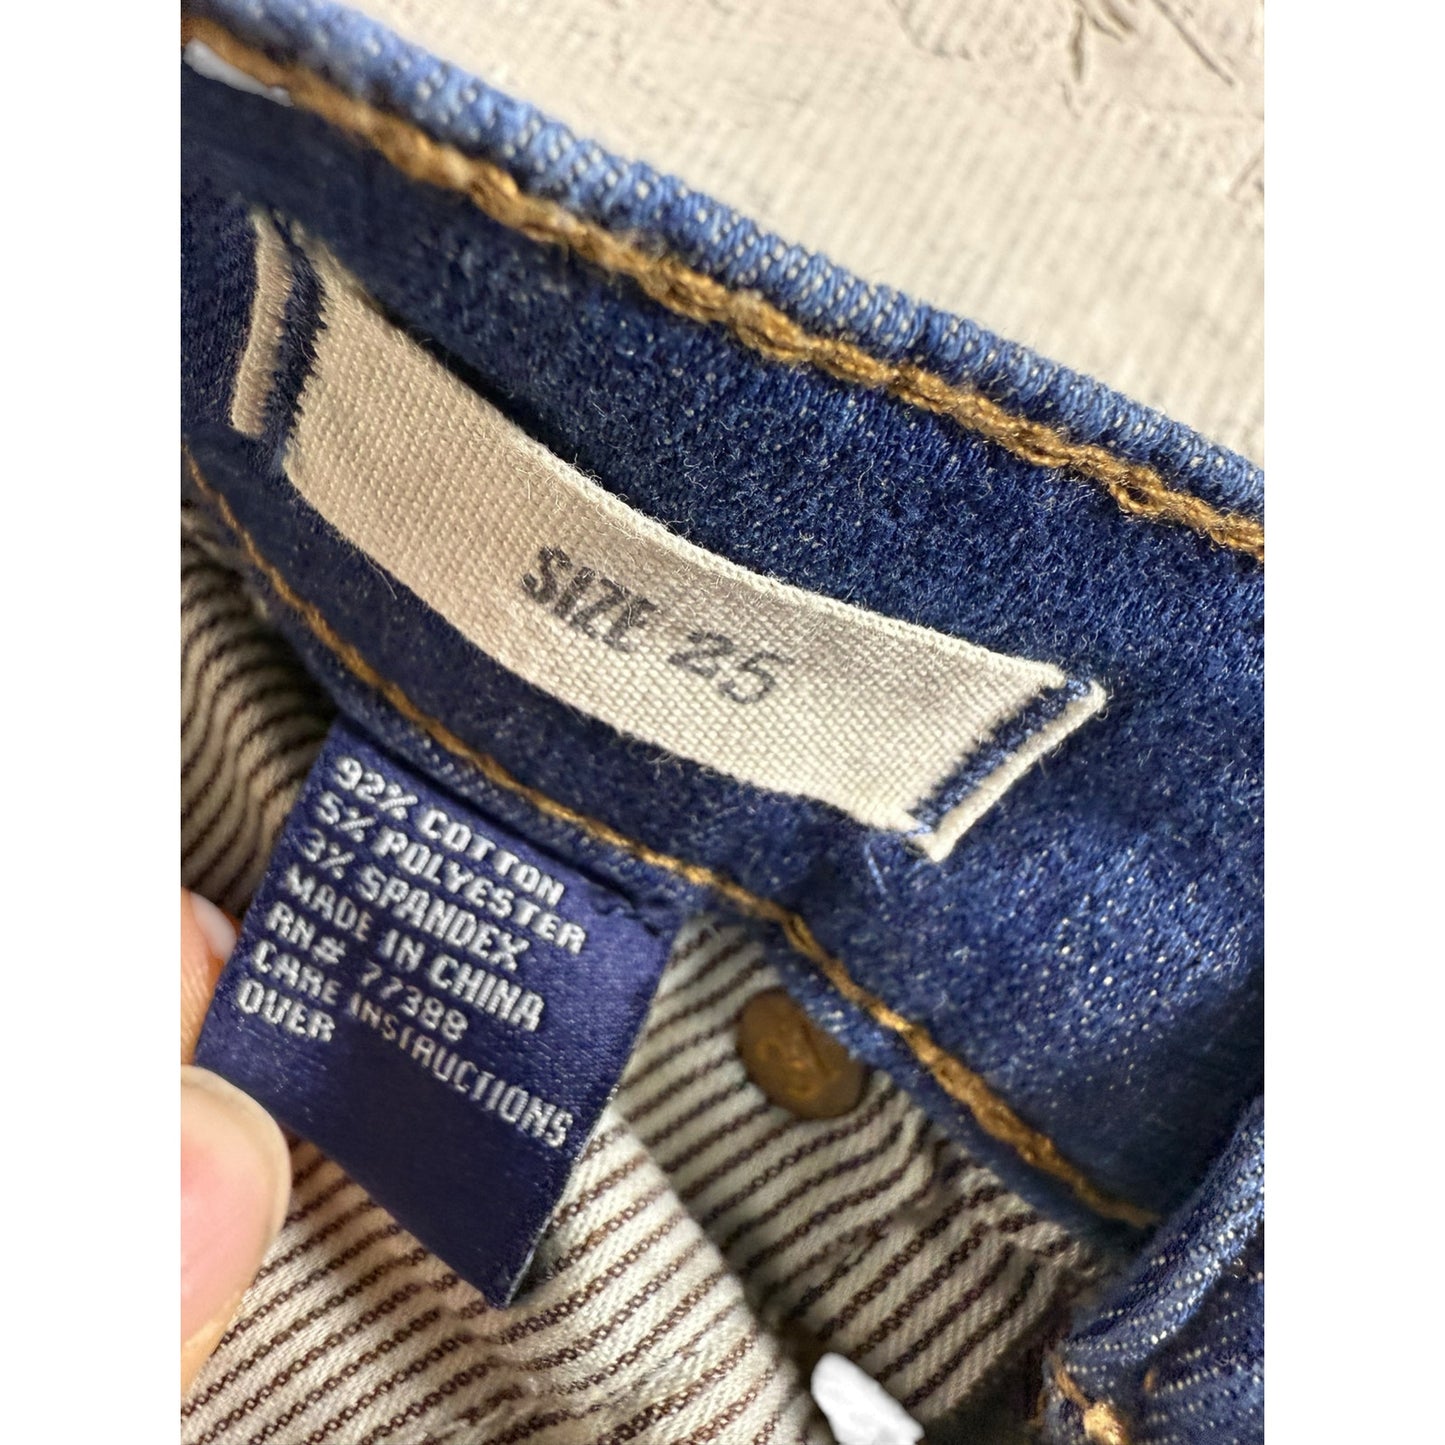 SIZE 25
92% COTTON
5% POLYESTER
3% SPANDEX
MADE IN CHINA
RN# 77388
CARE INSTRUCTIONS
OVER